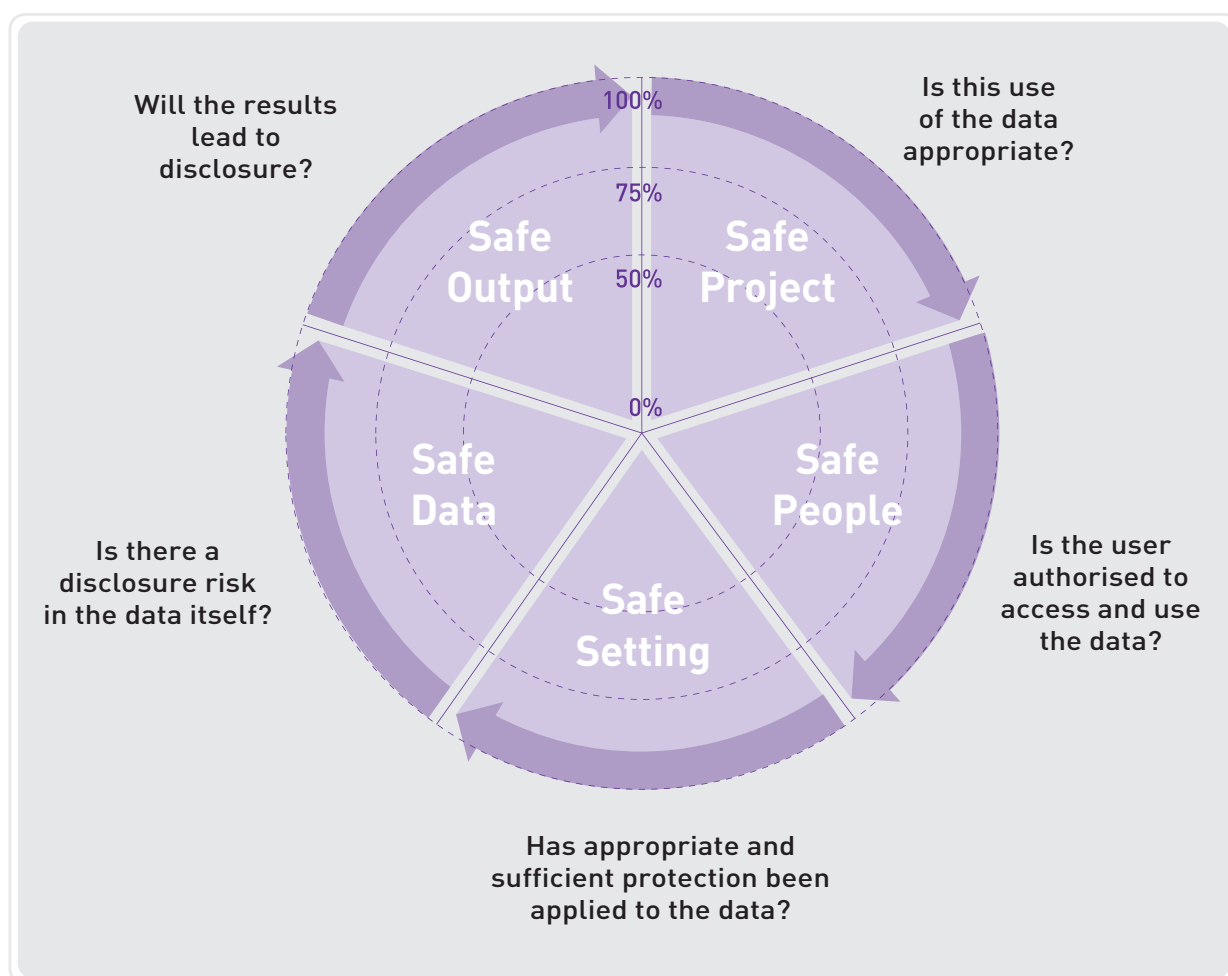 Will the results
lead to
disclosure?
Is this use
of the data
appropriate?
100%
75%
50%
0%
Safe
Output
Safe
Project
Safe
Data
Safe
People
Safe
Setting
Is there a
disclosure risk
in the data itself?
Is the user
authorised to
access and use
the data?
Has appropriate and
sufficient protection been
applied to the data?